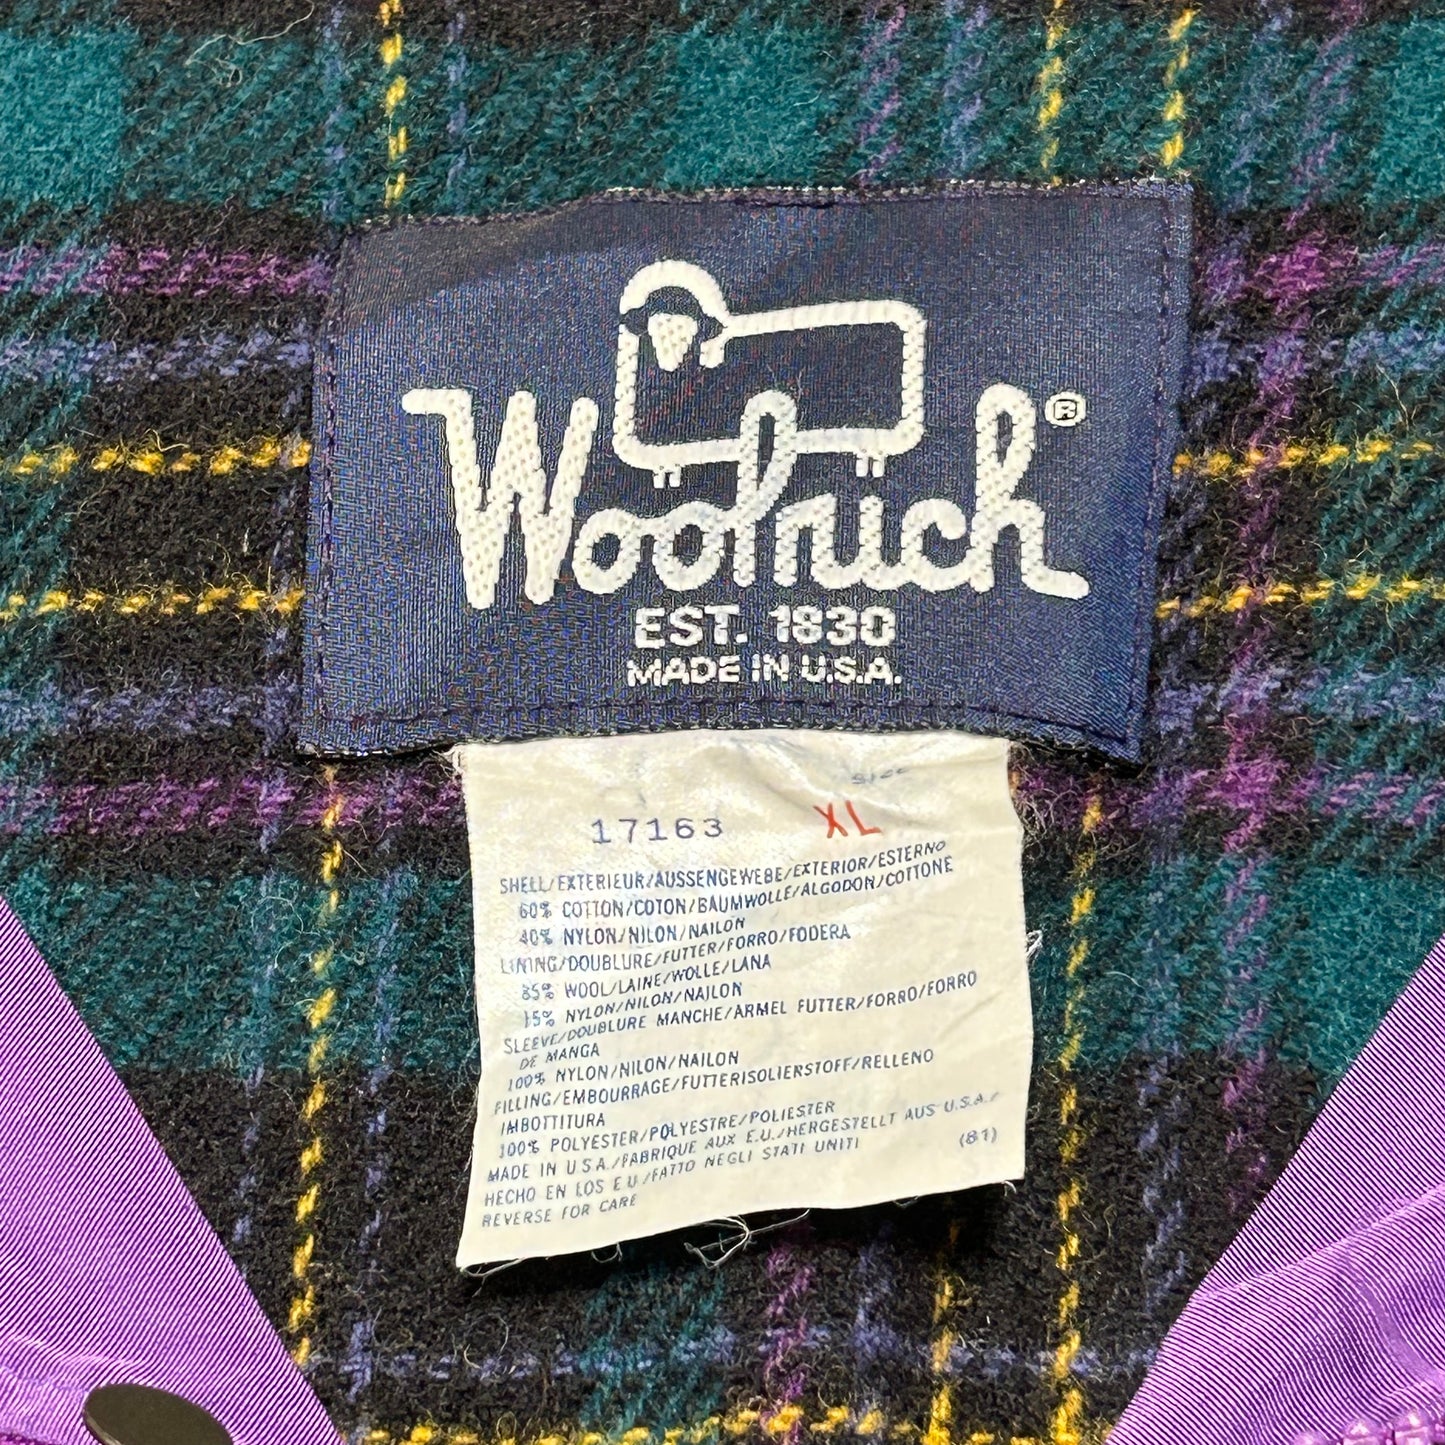 Woolrich®
EST. 1830
MADE IN U.S.A.
SIZE
17163 XL
SHELL/EXTERIEUR/AUSSENGEWEBE/EXTERIOR/ESTERNO
60% COTTON/COTON/BAUMWOLLE/ALGODON/COTTONE
40% NYLON/NILON/NAILON
LINING/DOUBLURE/FUTTER/FORRO/FODERA
85% WOOL/LAINE/WOLLE/LANA
15% NYLON/NILON/NAILON
SLEEVE/DOUBLURE MANCHE/ARMEL FUTTER/FORRO/FORRO
DE MANGA
100% NYLON/NILON/NAILON
FILLING/EMBOURRAGE/FUTTERISOLIERSTOFF/RELLENO
IMBOTTITURA
100% POLYESTER/POLYESTRE/POLIESTER
MADE IN U.S.A./FABRIQUE AUX E.U./HERGESTELLT AUS U.S.A./
HECHO EN LOS E.U./FATTO NEGLI STATI UNITI (81)
REVERSE FOR CARE